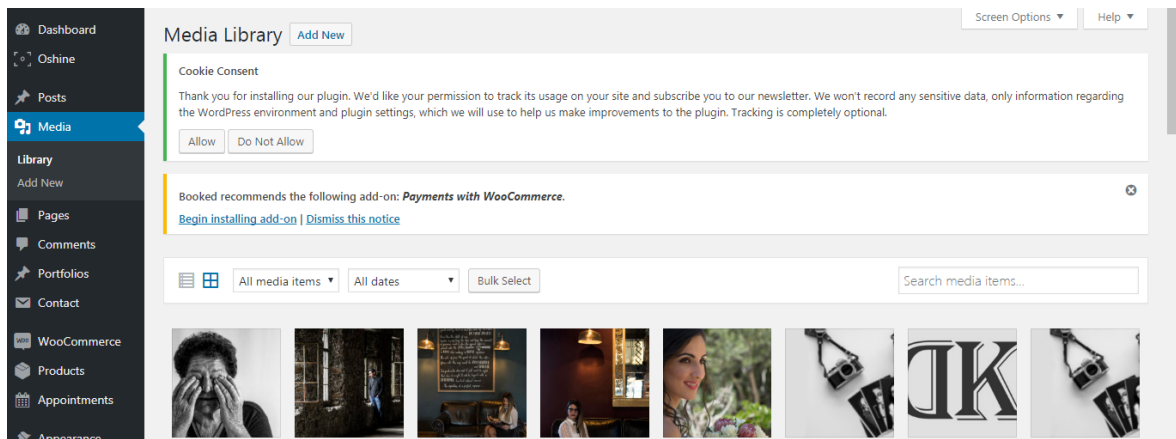 Dashboard
Oshine
Posts
Media
Library
Add New
Pages
Comments
Portfolios
Contact
WooCommerce
Products
Appointments
Appearance
Screen Options ▼
Help ▼
Media Library Add New
Cookie Consent
Thank you for installing our plugin. We'd like your permission to track its usage on your site and subscribe you to our newsletter. We won't record any sensitive data, only information regarding
the WordPress environment and plugin settings, which we will use to help us make improvements to the plugin. Tracking is completely optional.
Allow Do Not Allow
Booked recommends the following add-on: Payments with WooCommerce.
Begin installing add-on | Dismiss this notice
All media items ▼ All dates ▼ Bulk Select Search media items...
DK